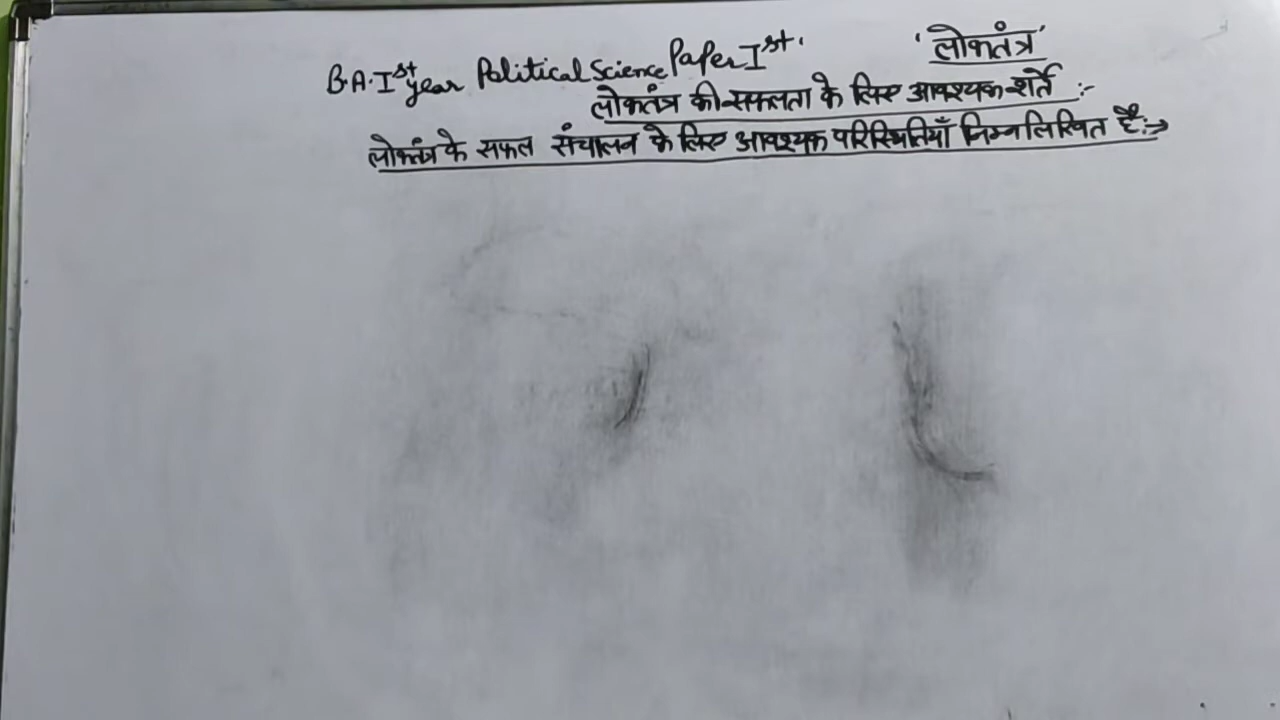 B.A. Ist year Political Science Paper Ist. 'लोकतंत्र'
लोकतंत्र की सफलता के लिए आवश्यक शर्तें :-
लोकतंत्र के सफल संचालन के लिए आवश्यक परिस्थितियाँ निम्नलिखित हैं:→